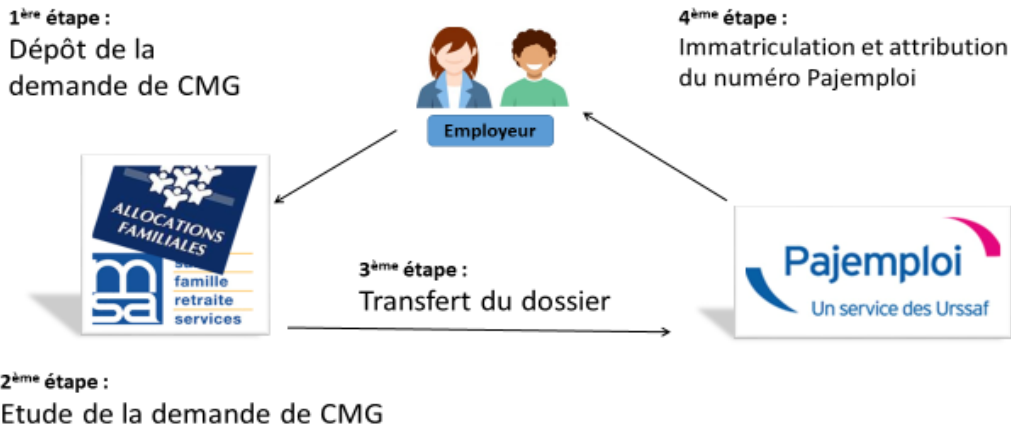 1ère étape :
Dépôt de la
demande de CMG
4ème étape :
Immatriculation et attribution
du numéro Pajemploi
Employeur
ALLOCATIONS
FAMILIALES
msa
famille
retraite
services
3ème étape :
Transfert du dossier
Pajemploi
Un service des Urssaf
2ème étape :
Etude de la demande de CMG